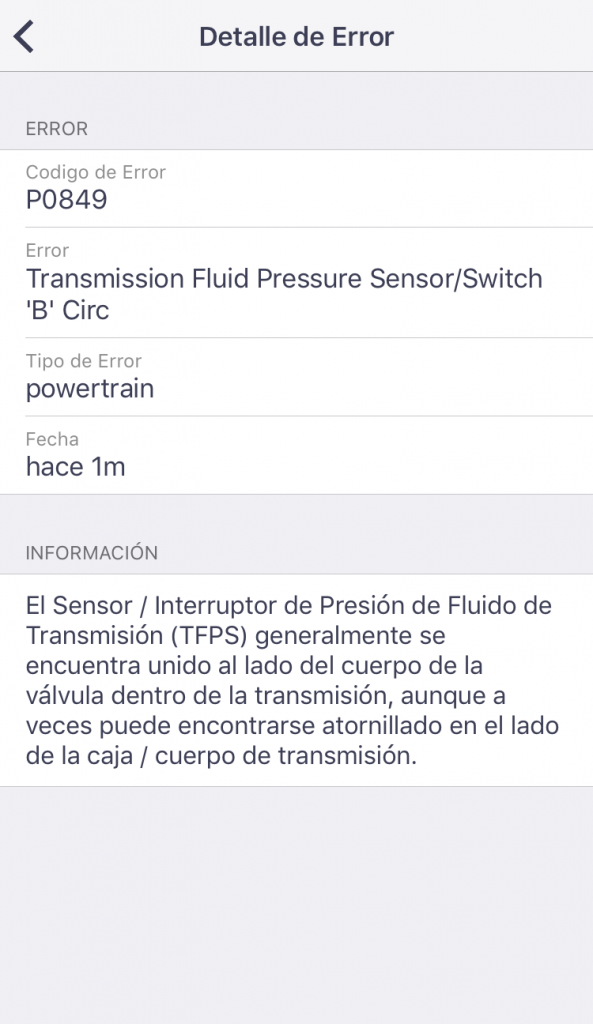 Detalle de Error
ERROR
Codigo de Error
P0849
Error
Transmission Fluid Pressure Sensor/Switch
'B' Circ
Tipo de Error
powertrain
Fecha
hace 1m
INFORMACIÓN
El Sensor / Interruptor de Presión de Fluido de
Transmisión (TFPS) generalmente se
encuentra unido al lado del cuerpo de la
válvula dentro de la transmisión, aunque a
veces puede encontrarse atornillado en el lado
de la caja / cuerpo de transmisión.